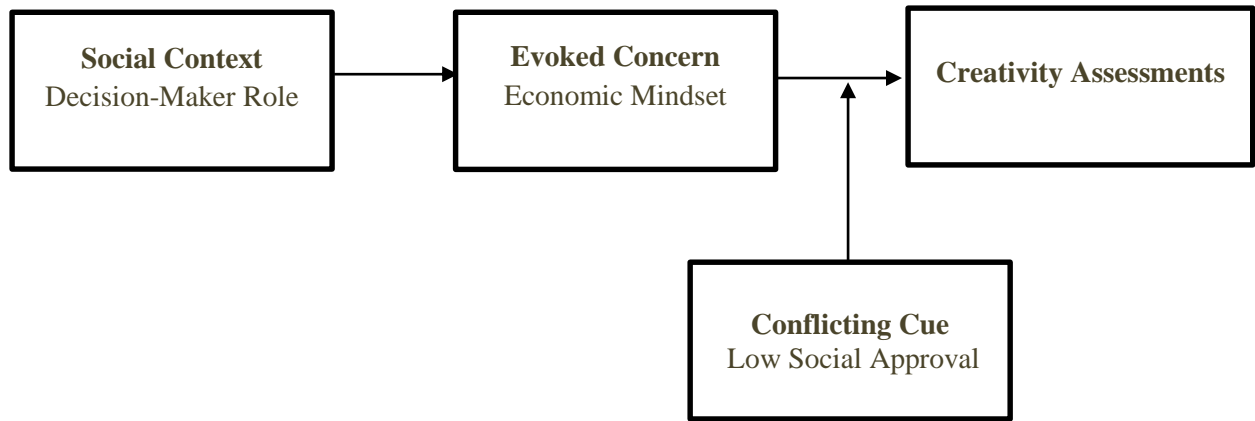 Social Context
Decision-Maker Role
Evoked Concern
Economic Mindset
Creativity Assessments
Conflicting Cue
Low Social Approval